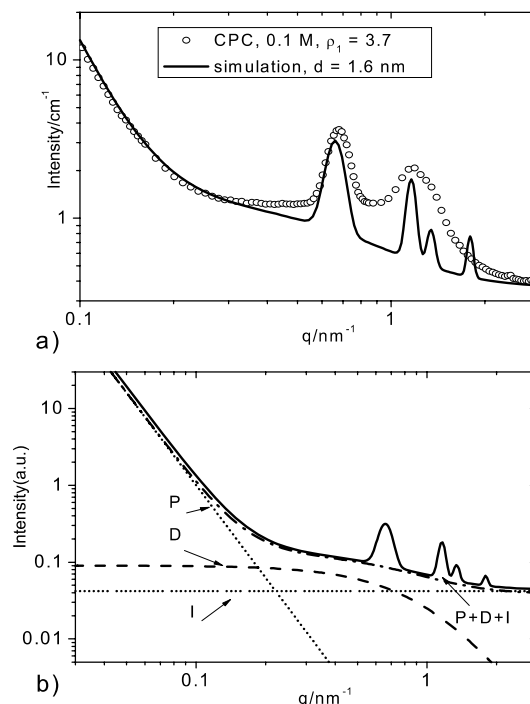 CPC, 0.1 M, ρ₁ = 3.7
simulation, d = 1.6 nm
Intensity/cm⁻¹
10
1
0.1
1
q/nm⁻¹
a)
Intensity(a.u.)
10
1
0.1
0.01
P
D
I
P+D+I
0.1
1
q/nm⁻¹
b)